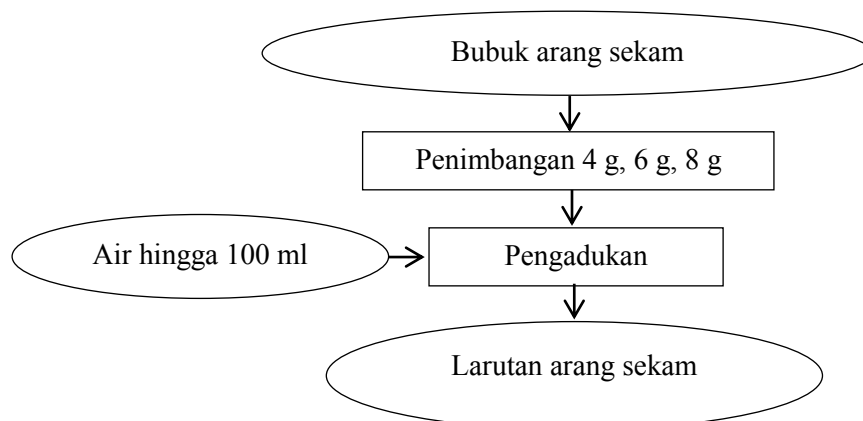 Bubuk arang sekam
Penimbangan 4 g, 6 g, 8 g
Air hingga 100 ml
Pengadukan
Larutan arang sekam